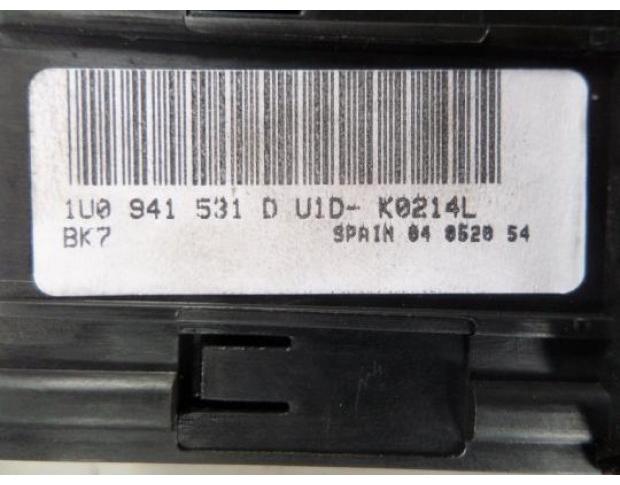 1U0 941 531 D U1D- K0214L
BK7 SPAIN 04 0520 54